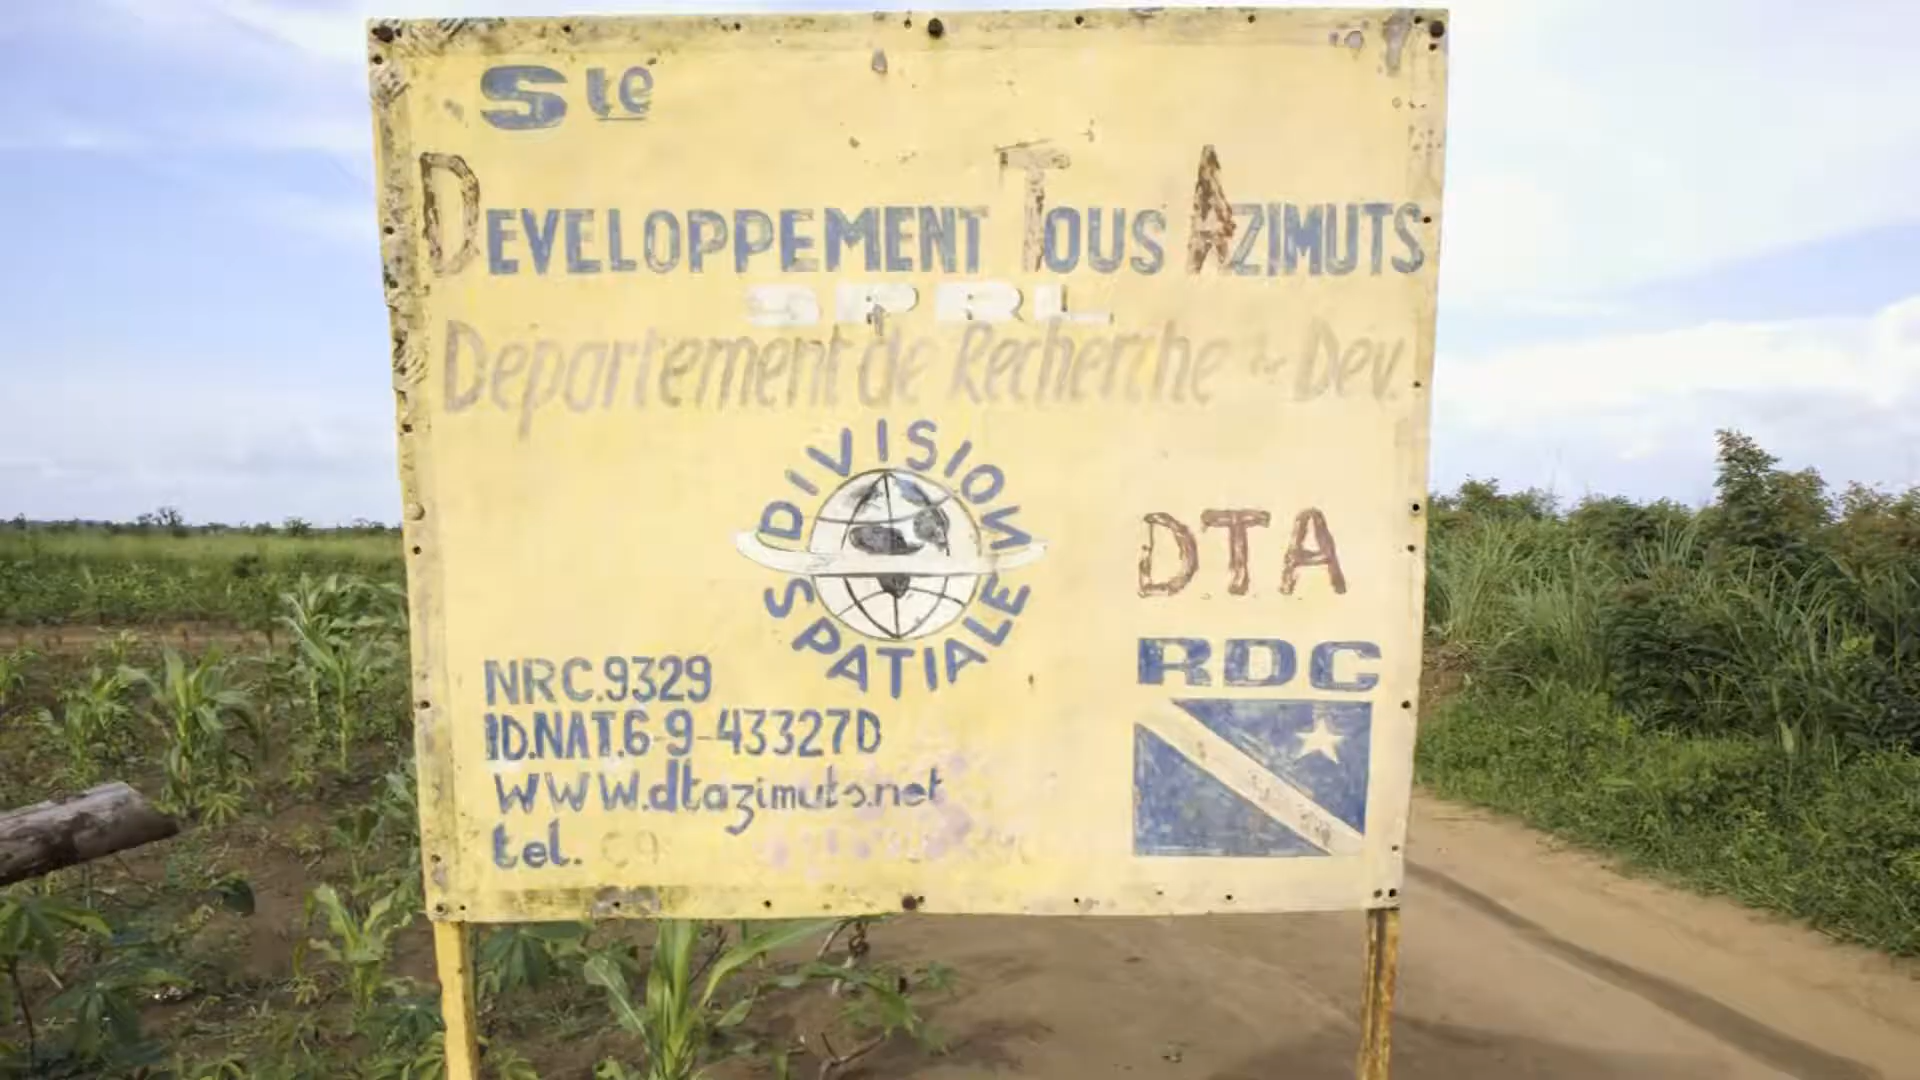 Ste
DEVELOPPEMENT TOUS AZIMUTS
SPRL
Departement de Recherche & Dev.
DIVISION
SPATIALE
DTA
RDC
NRC.9329
ID.NAT.6-9-43327D
WWW.dtazimuts.net
tel.